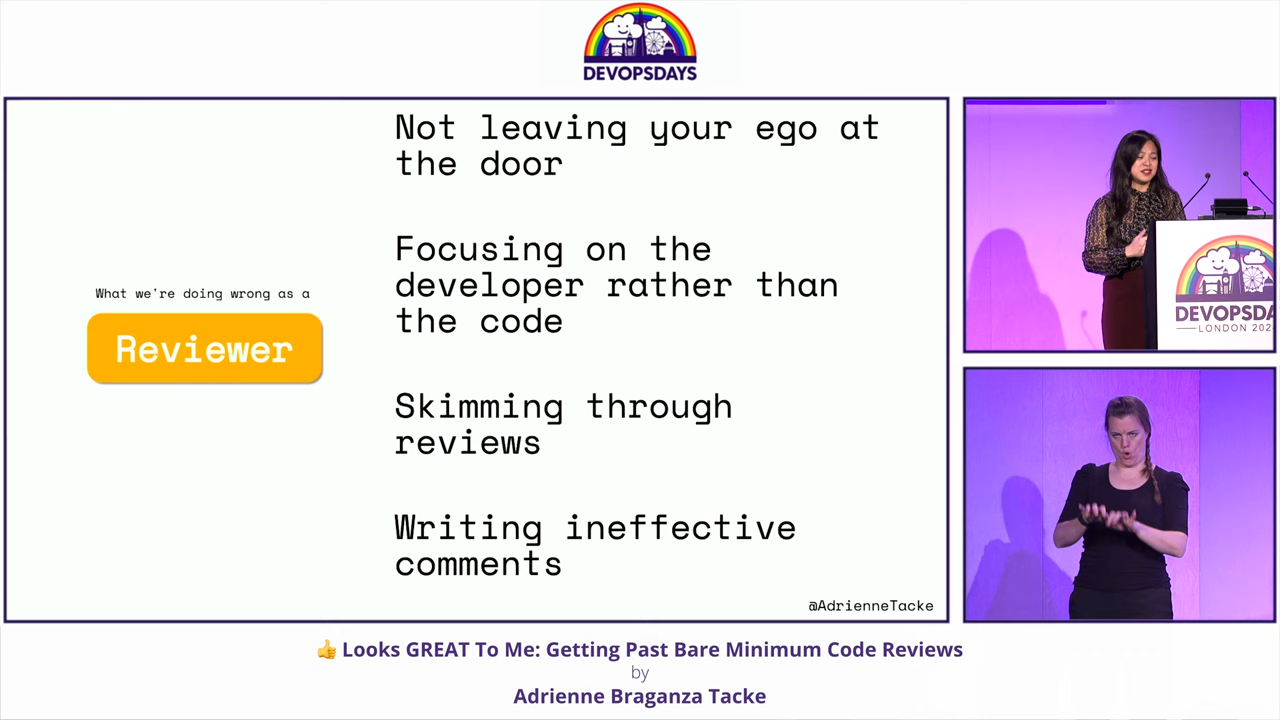 DEVOPSDAYS
Not leaving your ego at
the door
Focusing on the
developer rather than
the code
What we're doing wrong as a
Reviewer
Skimming through
reviews
Writing ineffective
comments
@AdrienneTacke
DEVOPSDA
LONDON 202
👍 Looks GREAT To Me: Getting Past Bare Minimum Code Reviews
by
Adrienne Braganza Tacke